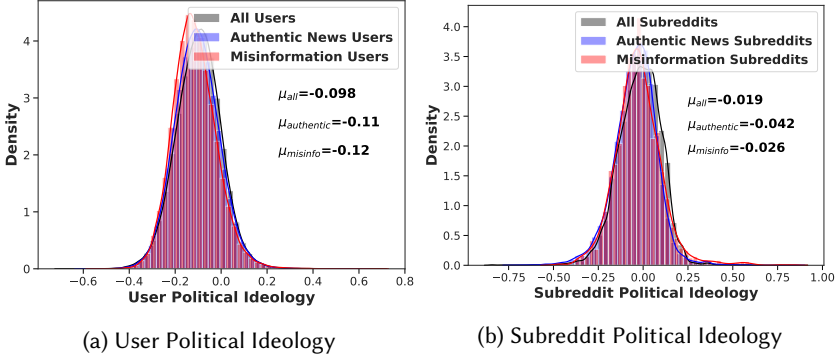 All Users
Authentic News Users
Misinformation Users
μall=-0.098
μauthentic=-0.11
μmisinfo=-0.12
Density
4
3
2
1
0
−0.6 −0.4 −0.2 0.0 0.2 0.4 0.6 0.8
User Political Ideology
(a) User Political Ideology
All Subreddits
Authentic News Subreddits
Misinformation Subreddits
μall=-0.019
μauthentic=-0.042
μmisinfo=-0.026
Density
4.0
3.5
3.0
2.5
2.0
1.5
1.0
0.5
0.0
−0.75 −0.50 −0.25 0.00 0.25 0.50 0.75 1.00
Subreddit Political Ideology
(b) Subreddit Political Ideology